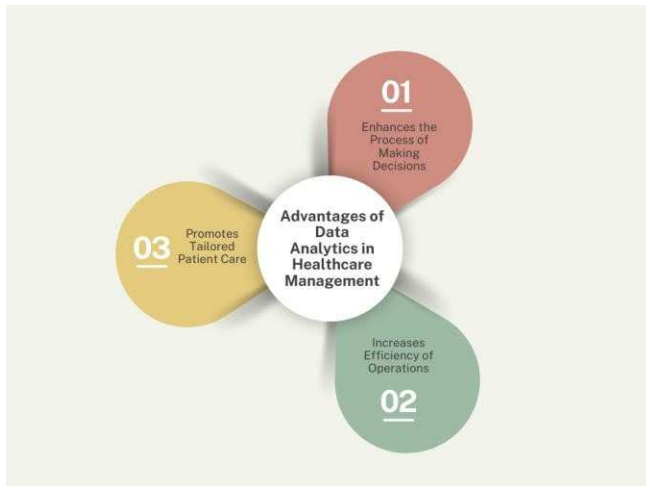 Advantages of
Data
Analytics in
Healthcare
Management
01
Enhances the
Process of
Making
Decisions
Increases
Efficiency of
Operations
02
03
Promotes
Tailored
Patient Care